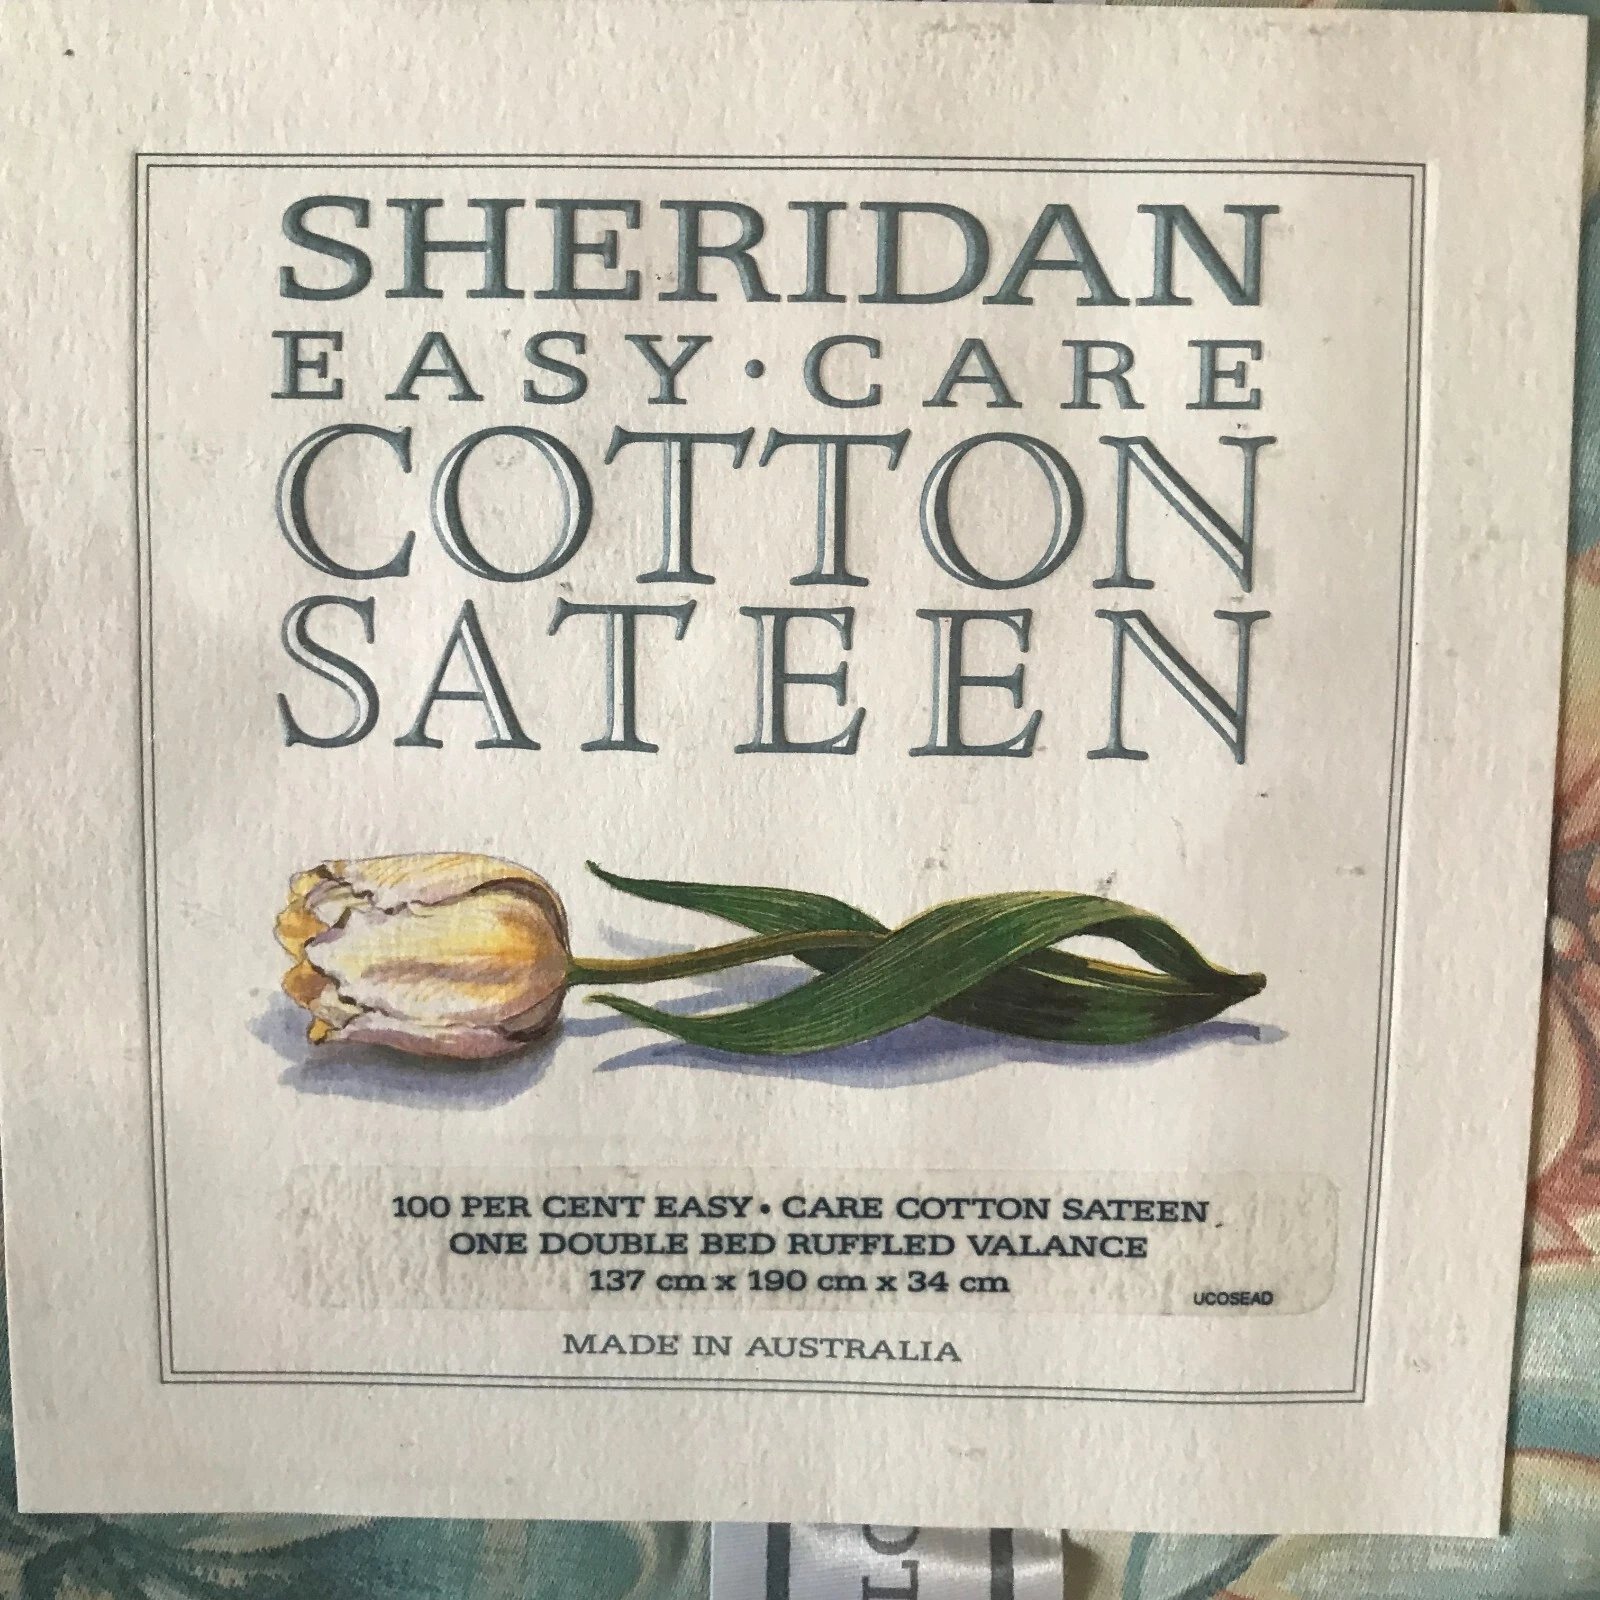 SHERIDAN
EASY•CARE
COTTON
SATEEN
100 PER CENT EASY • CARE COTTON SATEEN
ONE DOUBLE BED RUFFLED VALANCE
137 cm x 190 cm x 34 cm
UCOSEAD
MADE IN AUSTRALIA